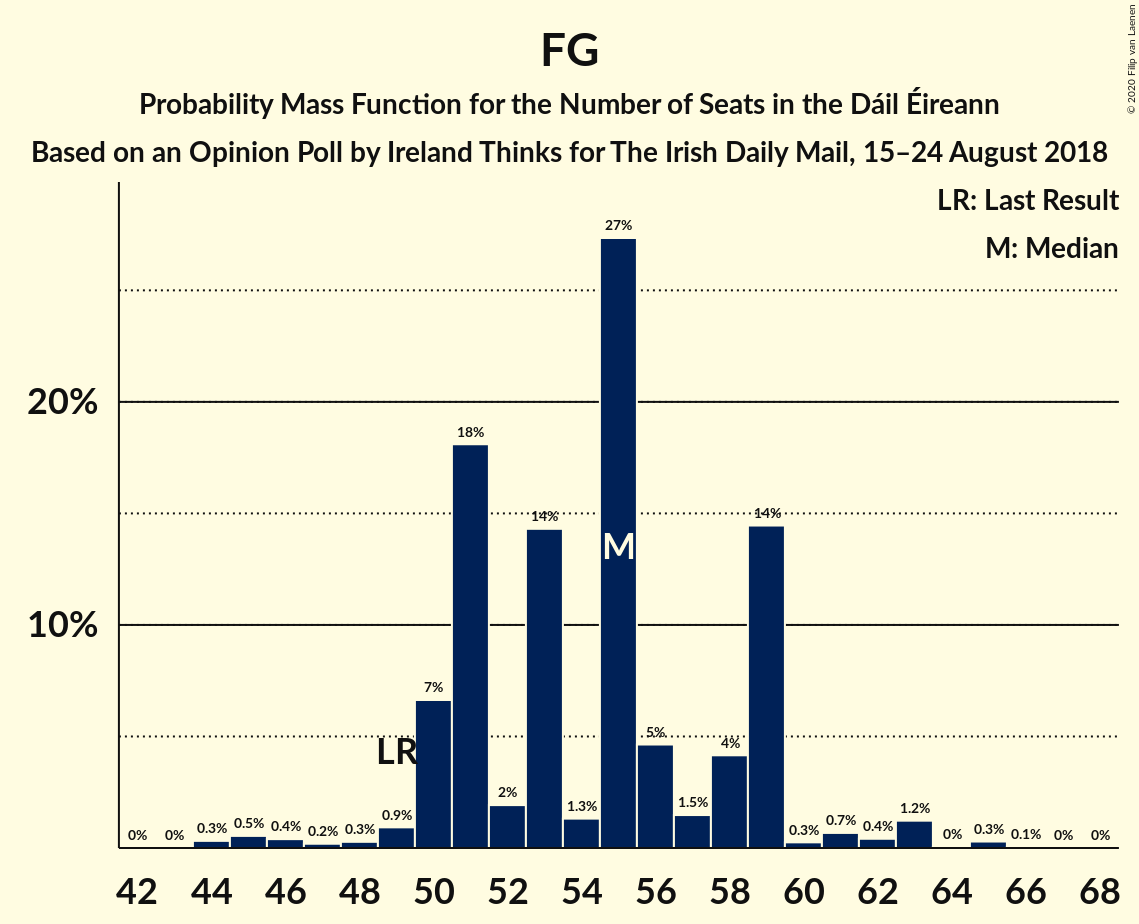 FG
Probability Mass Function for the Number of Seats in the Dáil Éireann
Based on an Opinion Poll by Ireland Thinks for The Irish Daily Mail, 15–24 August 2018
© 2020 Filip van Laenen
LR: Last Result
M: Median
20%
10%
0% 0% 0.3% 0.5% 0.4% 0.2% 0.3% 0.9% 7% 18% 2% 14% 1.3% 27% 5% 1.5% 4% 14% 0.3% 0.7% 0.4% 1.2% 0% 0.3% 0.1% 0% 0%
LR
M
42 44 46 48 50 52 54 56 58 60 62 64 66 68